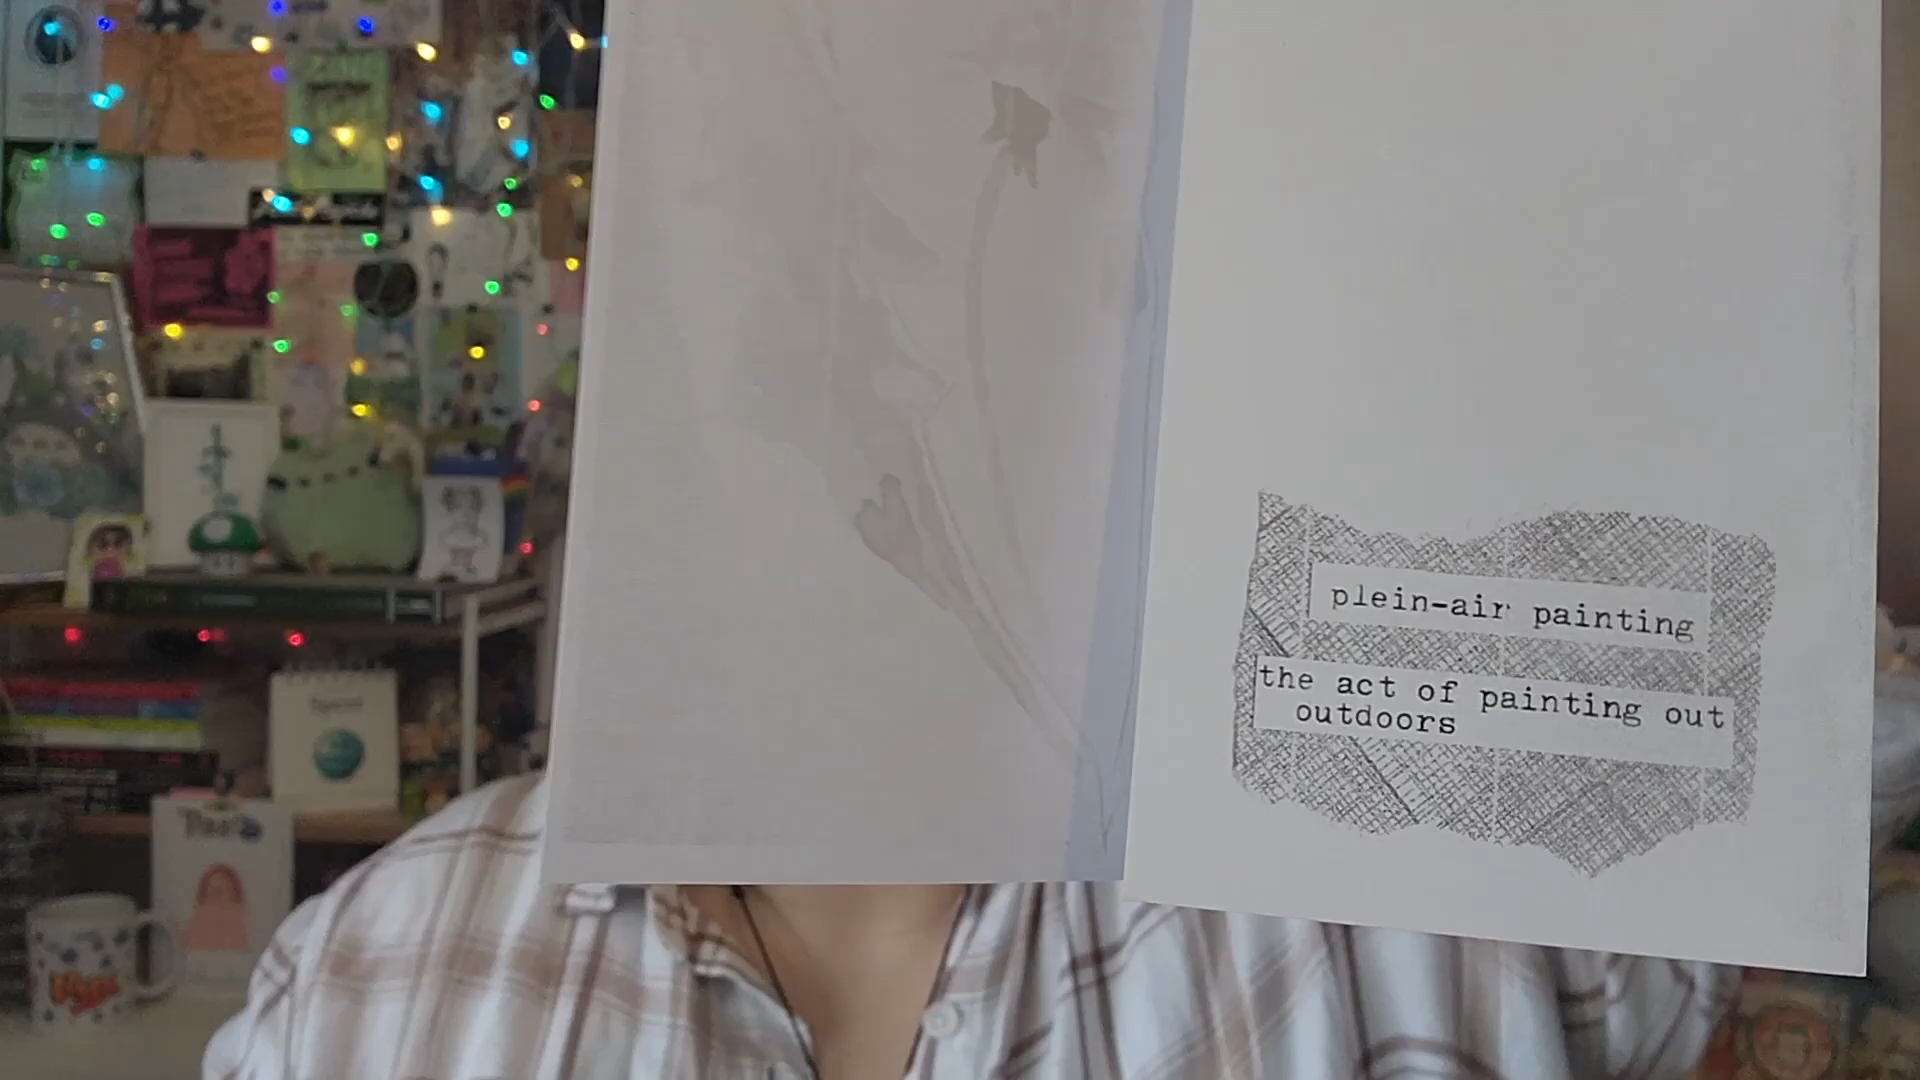 plein-air painting
the act of painting out
outdoors